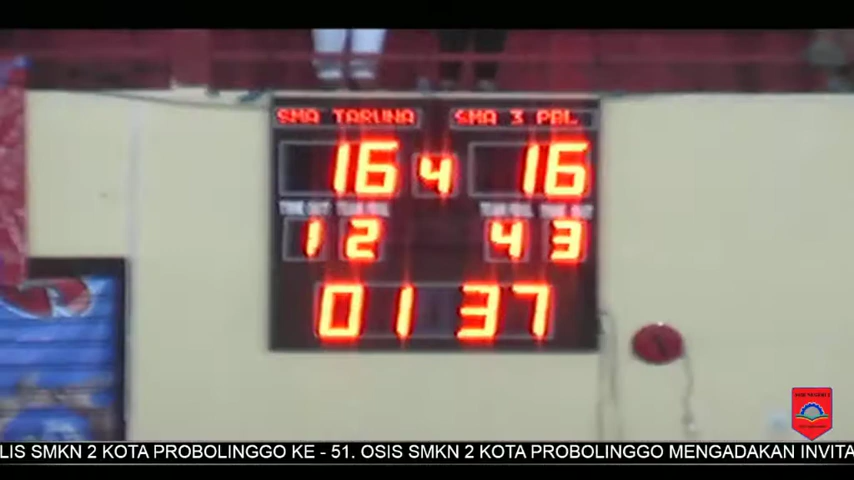 SMA TARUNA SMA 3 PBL
16 4 16
TIME OUT TEAM FOUL TEAM FOUL TIME OUT
1 2 4 3
01 37
LIS SMKN 2 KOTA PROBOLINGGO KE - 51. OSIS SMKN 2 KOTA PROBOLINGGO MENGADAKAN INVITA